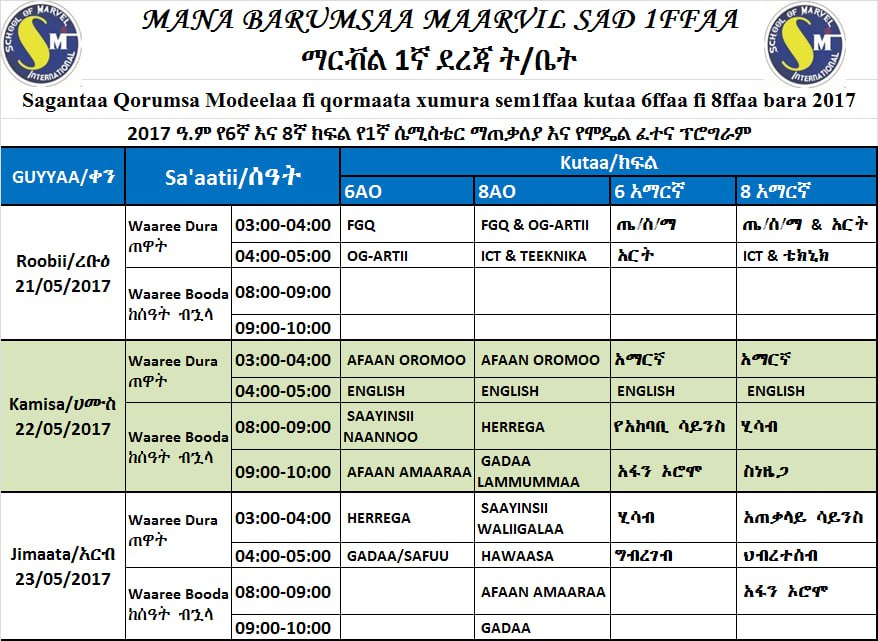 SCHOOL OF MARVEL
SMi
INTERNATIONAL
MANA BARUMSAA MAARVIL SAD 1FFAA
ማርቭል 1ኛ ደረጃ ት/ቤት
SCHOOL OF MARVEL
SMi
INTERNATIONAL
Sagantaa Qorumsa Modeelaa fi qormaata xumura sem1ffaa kutaa 6ffaa fi 8ffaa bara 2017
2017 ዓ.ም የ6ኛ እና 8ኛ ክፍል የ1ኛ ሴሚስቴር ማጠቃለያ እና የሞዴል ፈተና ፕሮግራም
GUYYAA/ቀን Sa'aatii/ሰዓት Kutaa/ክፍል
6AO 8AO 6 አማርኛ 8 አማርኛ
Roobii/ረቡዕ
21/05/2017
Waaree Dura
ጠዋት
03:00-04:00 FGQ FGQ & OG-ARTII ጤ/ሰ/ማ ጤ/ሰ/ማ & አርት
04:00-05:00 OG-ARTII ICT & TEEKNIKA አርት ICT & ቴክኒክ
Waaree Booda
ከሰዓት ብኋላ
08:00-09:00
09:00-10:00
Kamisa/ሀሙስ
22/05/2017
Waaree Dura
ጠዋት
03:00-04:00 AFAAN OROMOO AFAAN OROMOO አማርኛ አማርኛ
04:00-05:00 ENGLISH ENGLISH ENGLISH ENGLISH
Waaree Booda
ከሰዓት ብኋላ
08:00-09:00 SAAYINSII
NAANNOO
HERREGA የአከባቢ ሳይንስ ሂሳብ
09:00-10:00 AFAAN AMAARAA GADAA
LAMMUMMAA
አፋን ኦሮሞ ስነዜጋ
Jimaata/አርብ
23/05/2017
Waaree Dura
ጠዋት
03:00-04:00 HERREGA SAAYINSII
WALIIGALAA
ሂሳብ አጠቃላይ ሳይንስ
04:00-05:00 GADAA/SAFUU HAWAASA ግብረገብ ህብረተሰብ
Waaree Booda
ከሰዓት ብኋላ
08:00-09:00 AFAAN AMAARAA አፋን ኦሮሞ
09:00-10:00 GADAA